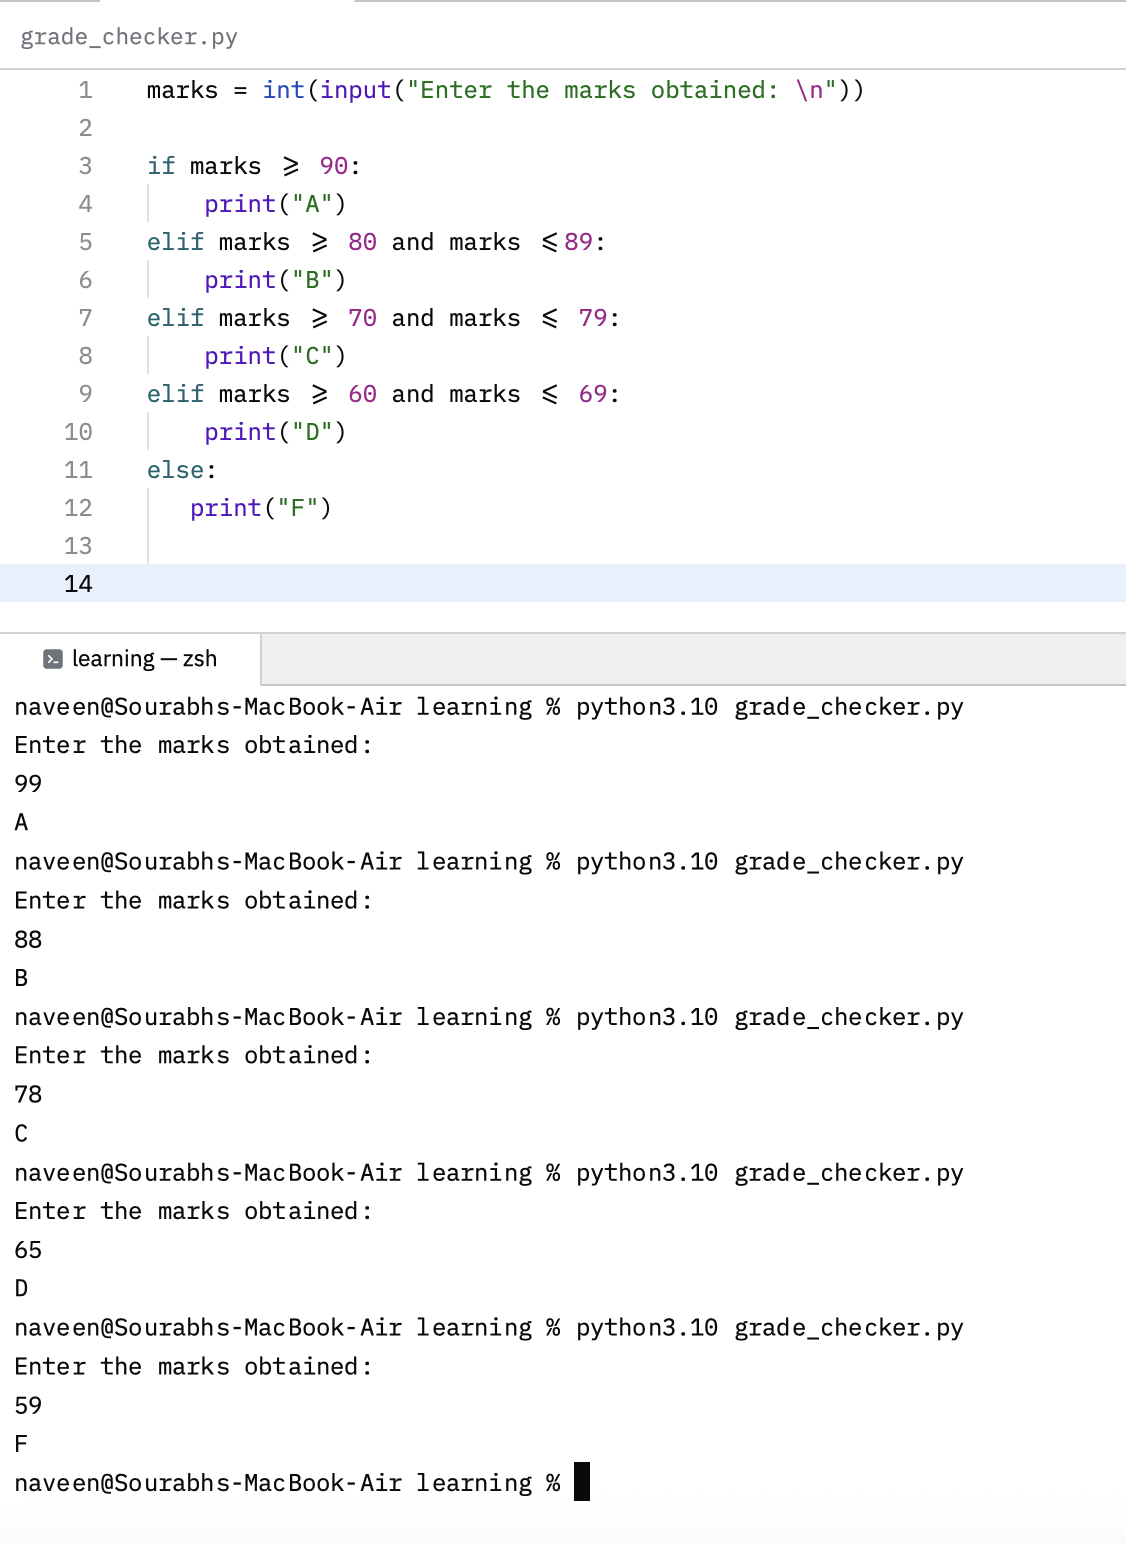 grade_checker.py
1 marks = int(input("Enter the marks obtained: \n"))
2
3 if marks ⩾ 90:
4     print("A")
5 elif marks ⩾ 80 and marks ⩽89:
6     print("B")
7 elif marks ⩾ 70 and marks ⩽ 79:
8     print("C")
9 elif marks ⩾ 60 and marks ⩽ 69:
10     print("D")
11 else:
12    print("F")
13
14
learning — zsh
naveen@Sourabhs-MacBook-Air learning % python3.10 grade_checker.py
Enter the marks obtained:
99
A
naveen@Sourabhs-MacBook-Air learning % python3.10 grade_checker.py
Enter the marks obtained:
88
B
naveen@Sourabhs-MacBook-Air learning % python3.10 grade_checker.py
Enter the marks obtained:
78
C
naveen@Sourabhs-MacBook-Air learning % python3.10 grade_checker.py
Enter the marks obtained:
65
D
naveen@Sourabhs-MacBook-Air learning % python3.10 grade_checker.py
Enter the marks obtained:
59
F
naveen@Sourabhs-MacBook-Air learning %